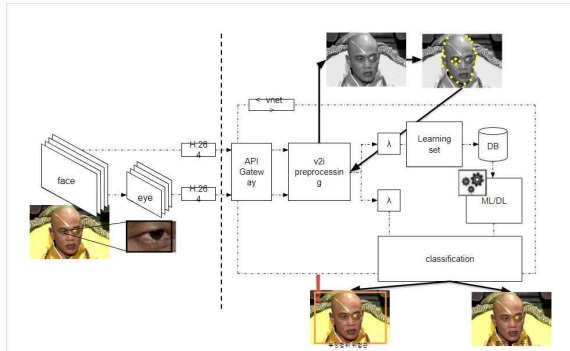 < vnet
>
H.26
4
API
Gatew
ay
v2i
preprocessin
g
λ
Learning
set
DB
face
eye
H.26
4
λ
ML/DL
classification